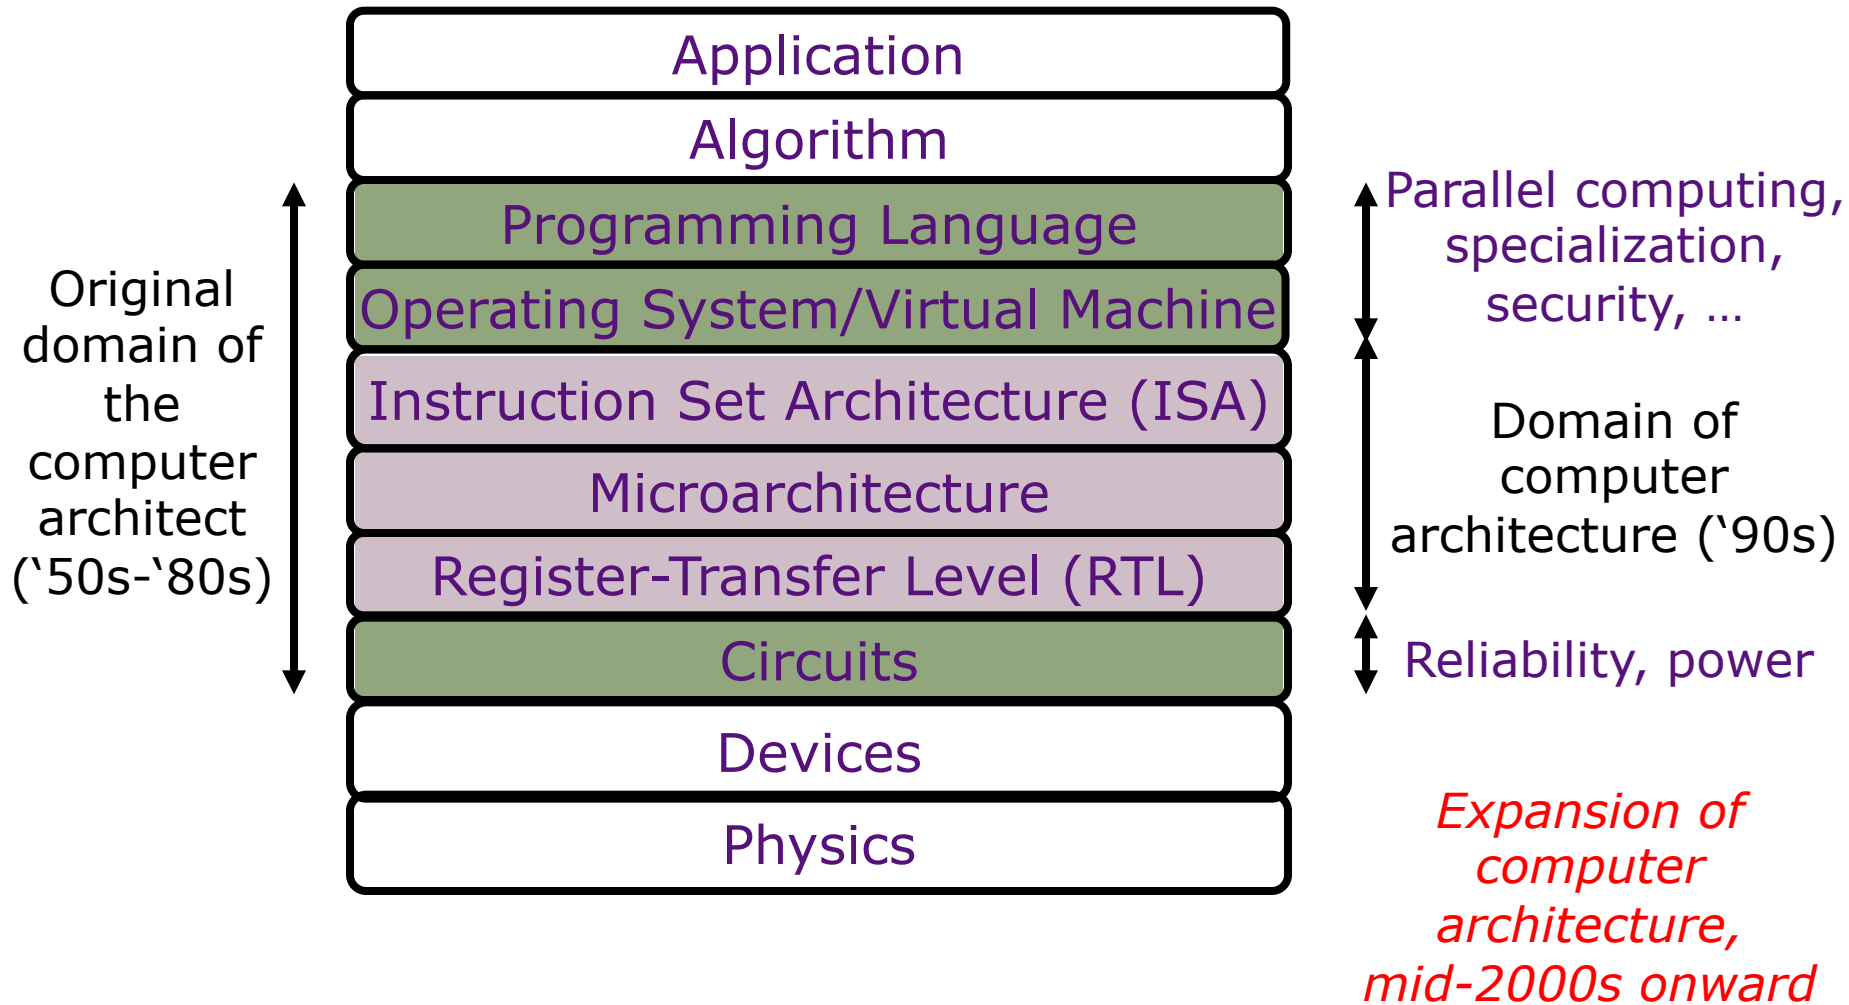 Application
Algorithm
Programming Language
Operating System/Virtual Machine
Instruction Set Architecture (ISA)
Microarchitecture
Register-Transfer Level (RTL)
Circuits
Devices
Physics
Original
domain of
the
computer
architect
(‘50s-‘80s)
Parallel computing,
specialization,
security, …
Domain of
computer
architecture (‘90s)
Reliability, power
Expansion of
computer
architecture,
mid-2000s onward